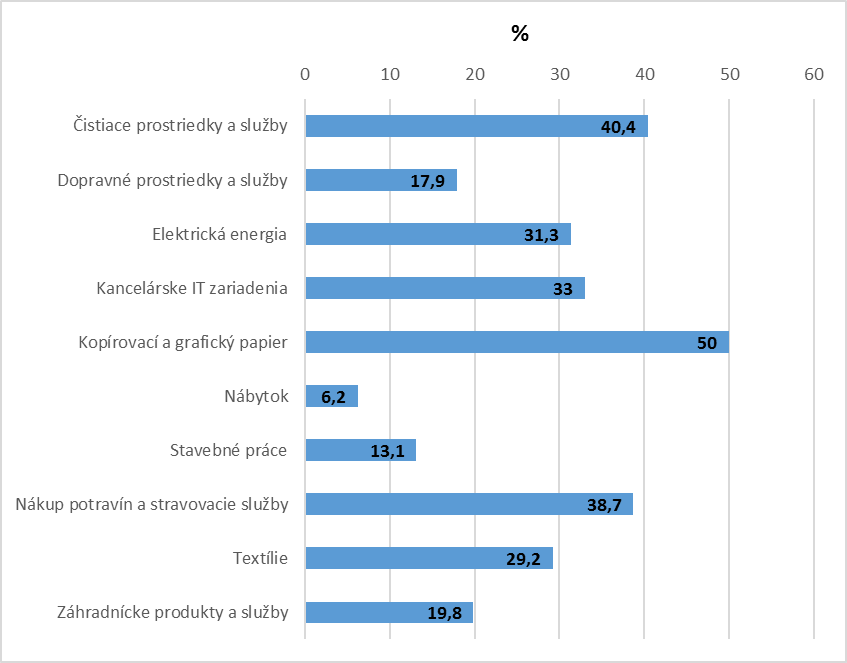 %
0 10 20 30 40 50 60
Čistiace prostriedky a služby 40,4
Dopravné prostriedky a služby 17,9
Elektrická energia 31,3
Kancelárske IT zariadenia 33
Kopírovací a grafický papier 50
Nábytok 6,2
Stavebné práce 13,1
Nákup potravín a stravovacie služby 38,7
Textílie 29,2
Záhradnícke produkty a služby 19,8